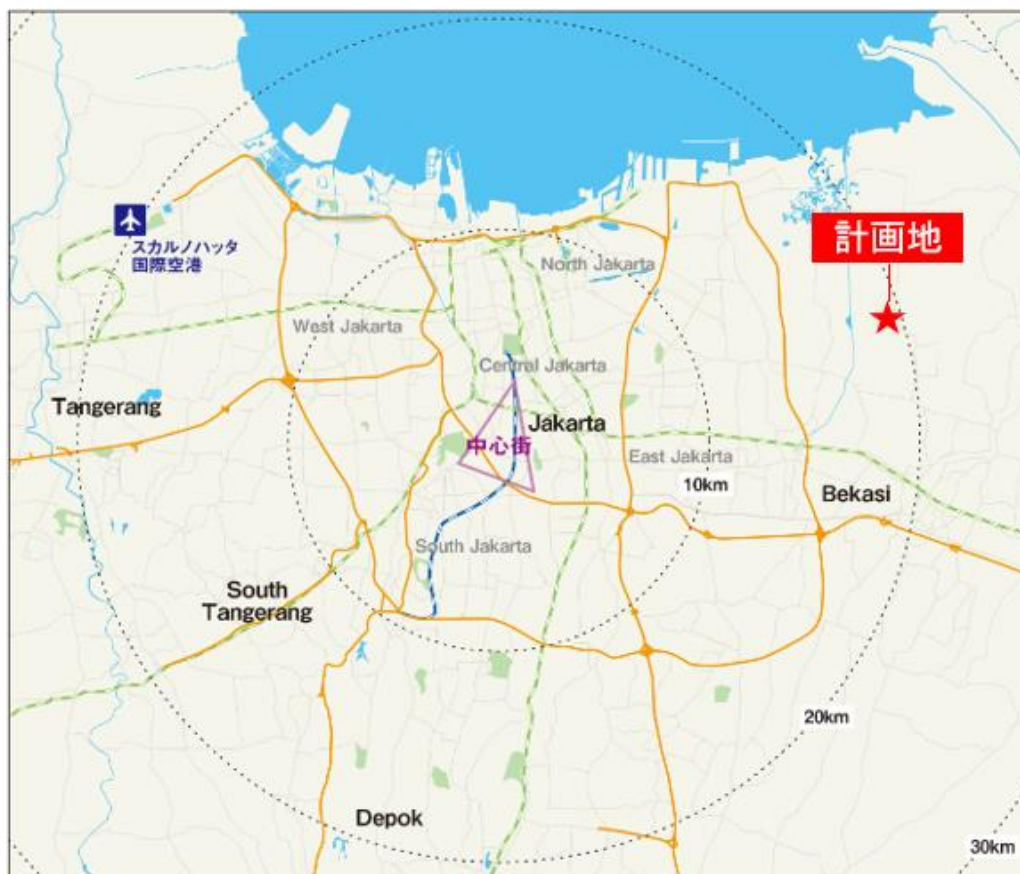 計画地
スカルノハッタ
国際空港
North Jakarta
West Jakarta
Central Jakarta
Tangerang
Jakarta
中心街
East Jakarta
10km
Bekasi
South Jakarta
South
Tangerang
20km
Depok
30km